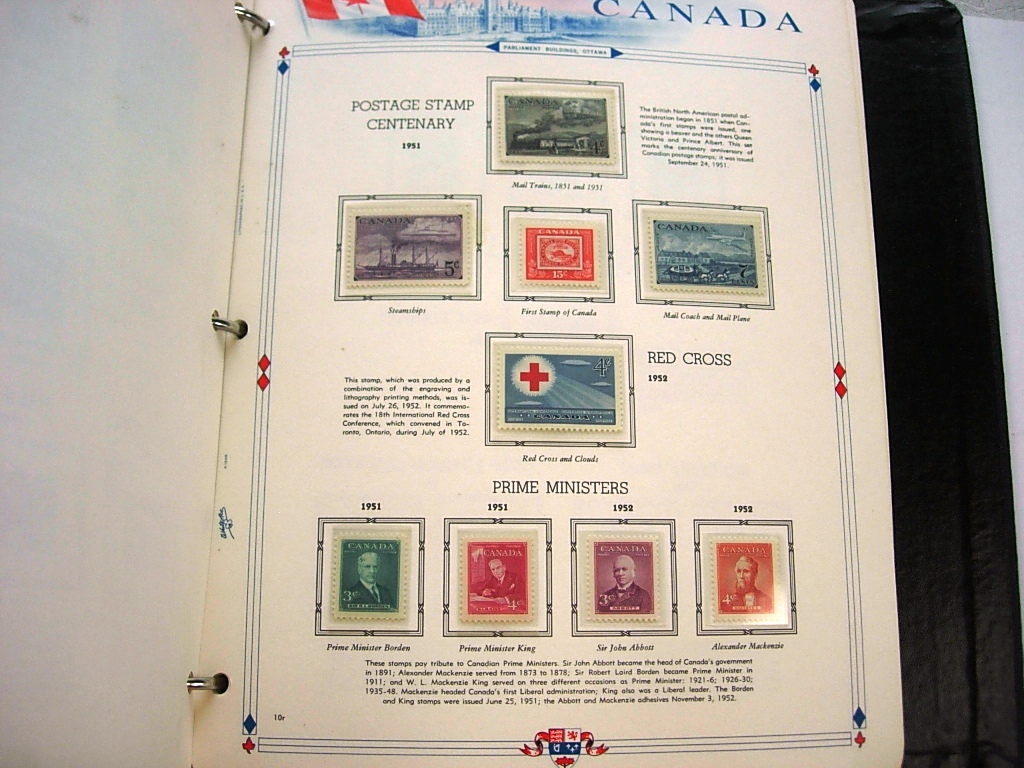 CANADA
PARLIAMENT BUILDINGS, OTTAWA
POSTAGE STAMP
CENTENARY
1951
CANADA
4¢
Mail Trains, 1851 and 1951
The British North American postal ad-
ministration began in 1851 when Can-
ada's first stamps were issued, one
showing a beaver and the others Queen
Victoria and Prince Albert. This set
marks the centenary anniversary of
Canadian postage stamps; it was issued
September 24, 1951.
CANADA
5¢
Steamships
CANADA
15¢
First Stamp of Canada
CANADA
7
Mail Coach and Mail Plane
This stamp, which was produced by a
combination of the engraving and
lithography printing methods, was is-
sued on July 26, 1952. It commemo-
rates the 18th International Red Cross
Conference, which convened in To-
ronto, Ontario, during July of 1952.
4¢
CANADA
Red Cross and Clouds
RED CROSS
1952
PRIME MINISTERS
1951
1951
1952
1952
CANADA
3¢
Prime Minister Borden
CANADA
4¢
Prime Minister King
CANADA
3¢
ABBOTT
Sir John Abbott
CANADA
4¢
Alexander Mackenzie
These stamps pay tribute to Canadian Prime Ministers. Sir John Abbott became the head of Canada's government
in 1891; Alexander Mackenzie served from 1873 to 1878; Sir Robert Laird Borden became Prime Minister in
1911; and W. L. Mackenzie King served on three different occasions as Prime Minister: 1921-6; 1926-30;
1935-48. Mackenzie headed Canada's first Liberal administration; King also was a Liberal leader. The Borden
and King stamps were issued June 25, 1951; the Abbott and Mackenzie adhesives November 3, 1952.
10r